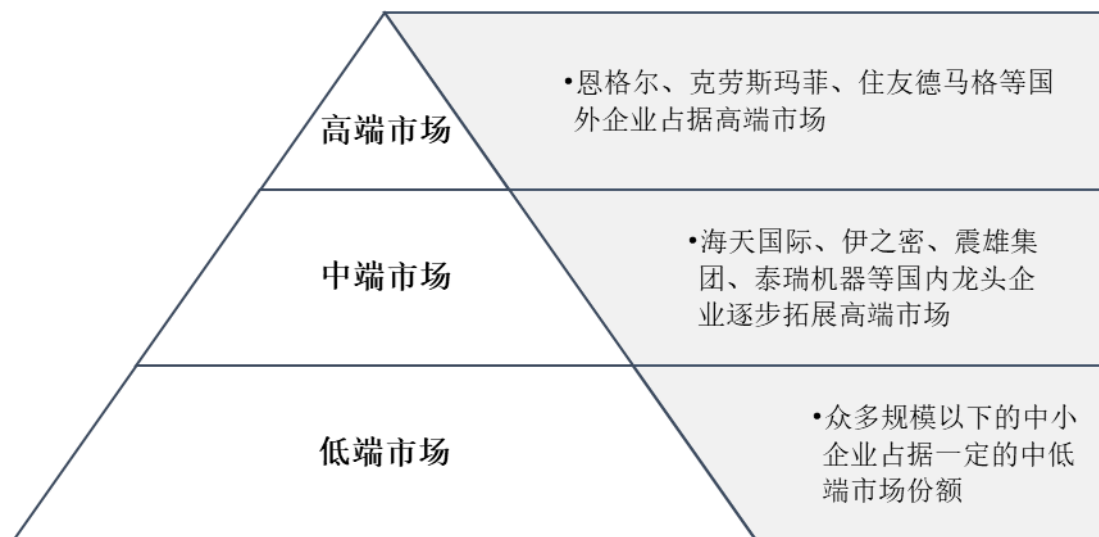 高端市场
•恩格尔、克劳斯玛菲、住友德马格等国
外企业占据高端市场
中端市场
•海天国际、伊之密、震雄集
团、泰瑞机器等国内龙头企
业逐步拓展高端市场
低端市场
•众多规模以下的中小
企业占据一定的中低
端市场份额